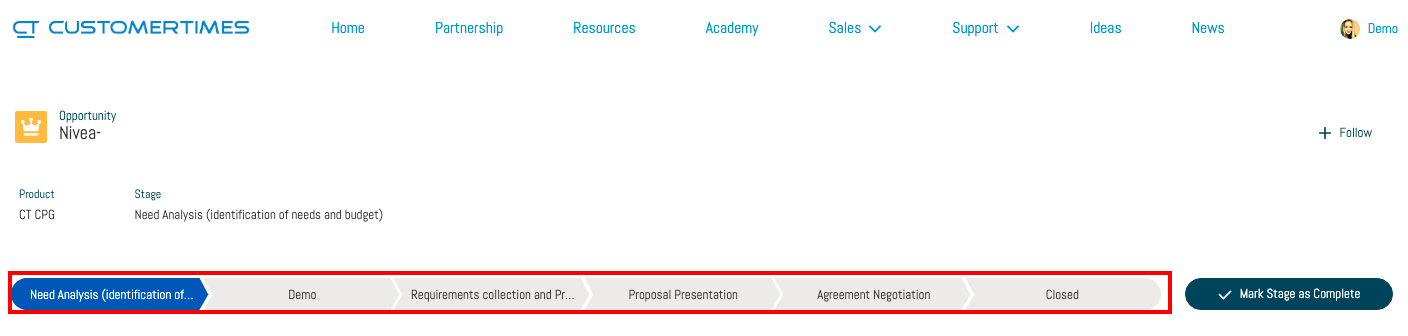 CT CUSTOMERTIMES Home Partnership Resources Academy Sales Support Ideas News Demo
Opportunity
Nivea-
Follow
Product Stage
CT CPG Need Analysis (identification of needs and budget)
Need Analysis (identification of... Demo Requirements collection and Pr... Proposal Presentation Agreement Negotiation Closed Mark Stage as Complete